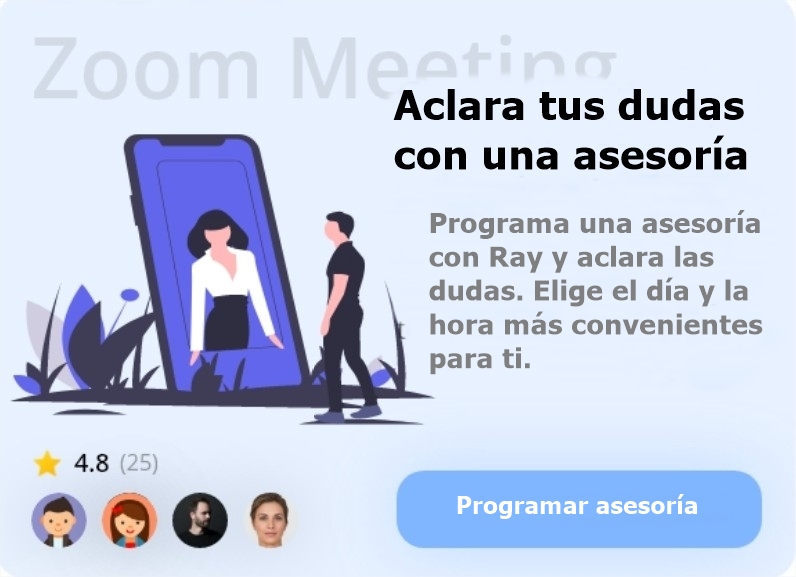 Zoom Meeting
Aclara tus dudas
con una asesoría
Programa una asesoría
con Ray y aclara las
dudas. Elige el día y la
hora más convenientes
para ti.
4.8 (25)
Programar asesoría